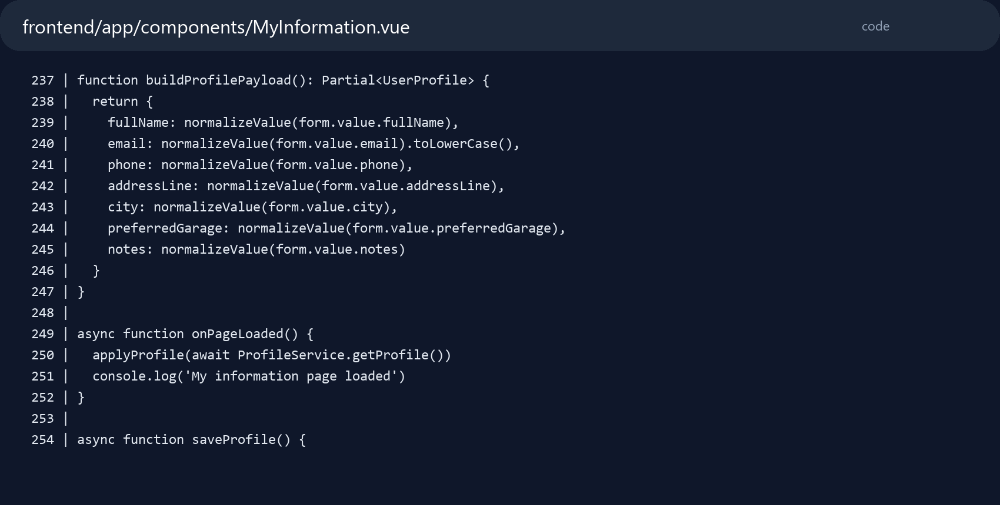 frontend/app/components/MyInformation.vue
code
237 | function buildProfilePayload(): Partial<UserProfile> {
238 |   return {
239 |     fullName: normalizeValue(form.value.fullName),
240 |     email: normalizeValue(form.value.email).toLowerCase(),
241 |     phone: normalizeValue(form.value.phone),
242 |     addressLine: normalizeValue(form.value.addressLine),
243 |     city: normalizeValue(form.value.city),
244 |     preferredGarage: normalizeValue(form.value.preferredGarage),
245 |     notes: normalizeValue(form.value.notes)
246 |   }
247 | }
248 |
249 | async function onPageLoaded() {
250 |   applyProfile(await ProfileService.getProfile())
251 |   console.log('My information page loaded')
252 | }
253 |
254 | async function saveProfile() {